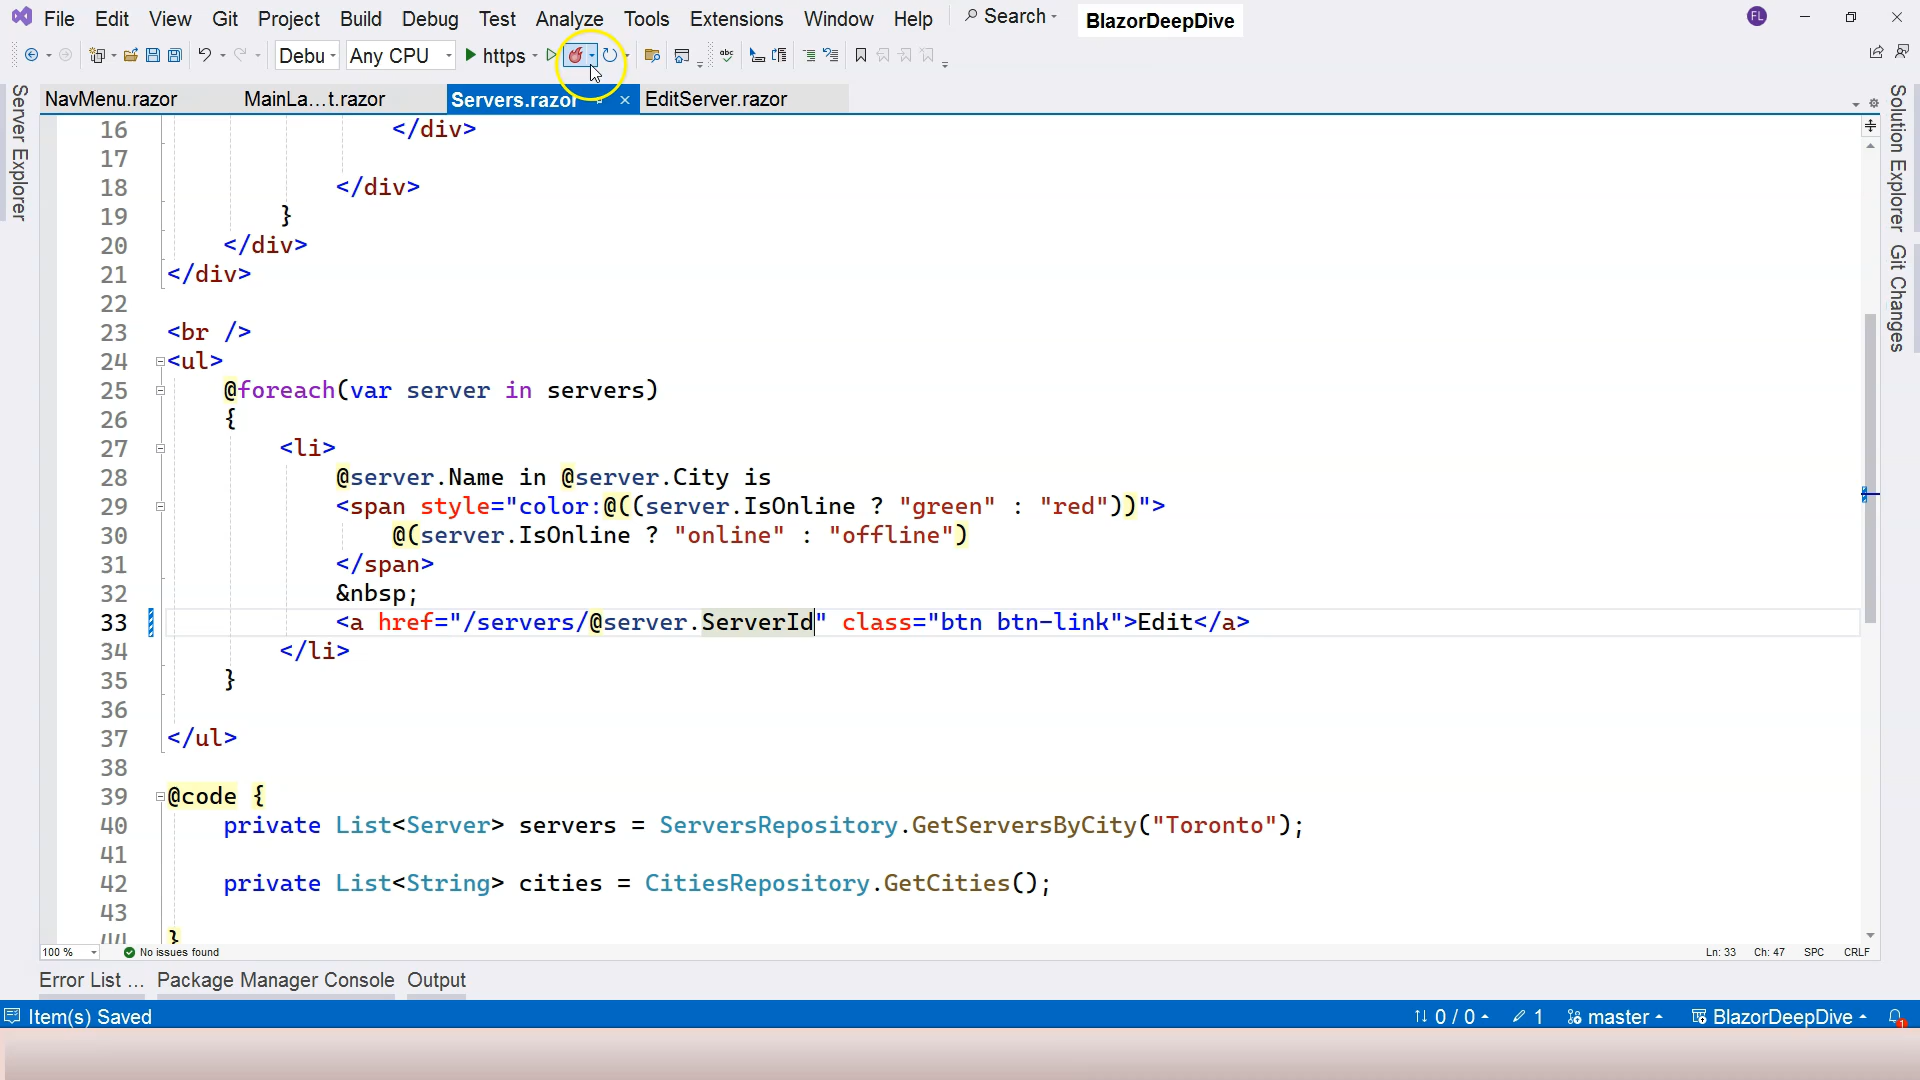 File Edit View Git Project Build Debug Test Analyze Tools Extensions Window Help Search BlazorDeepDive FL
Debu Any CPU https abc
Server Explorer
NavMenu.razor MainLa...t.razor Servers.razor EditServer.razor
Solution Explorer
Git Changes
16 </div>
17
18 </div>
19 }
20 </div>
21 </div>
22
23 <br />
24 <ul>
25 @foreach(var server in servers)
26 {
27 <li>
28 @server.Name in @server.City is
29 <span style="color:@((server.IsOnline ? "green" : "red"))">
30 @(server.IsOnline ? "online" : "offline")
31 </span>
32 &nbsp;
33 <a href="/servers/@server.ServerId" class="btn btn-link">Edit</a>
34 </li>
35 }
36
37 </ul>
38
39 @code {
40 private List<Server> servers = ServersRepository.GetServersByCity("Toronto");
41
42 private List<String> cities = CitiesRepository.GetCities();
43
44 }
100 % No issues found Ln: 33 Ch: 47 SPC CRLF
Error List ... Package Manager Console Output
Item(s) Saved 0 / 0 1 master BlazorDeepDive 1